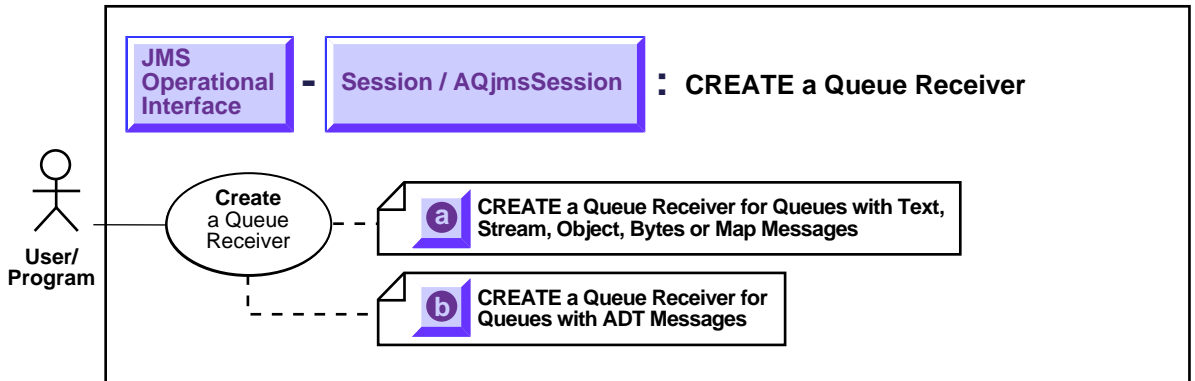 JMS
Operational
Interface
-
Session / AQjmsSession
:
CREATE a Queue Receiver
User/
Program
Create
a Queue
Receiver
a
CREATE a Queue Receiver for Queues with Text,
Stream, Object, Bytes or Map Messages
b
CREATE a Queue Receiver for
Queues with ADT Messages